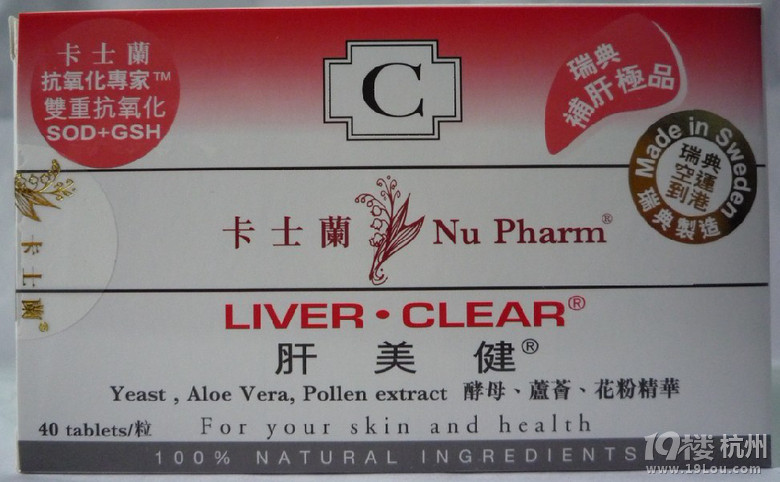 卡士蘭
抗氧化專家™
雙重抗氧化
SOD+GSH
C
瑞典
補肝極品
Made in Sweden
瑞典
空運
到港
瑞典製造
卡士蘭 Nu Pharm®
卡士蘭®
LIVER • CLEAR®
肝美健®
Yeast , Aloe Vera, Pollen extract 酵母、蘆薈、花粉精華
40 tablets/粒 For your skin and health
100% NATURAL INGREDIENTS
19楼 杭州
www.19lou.com